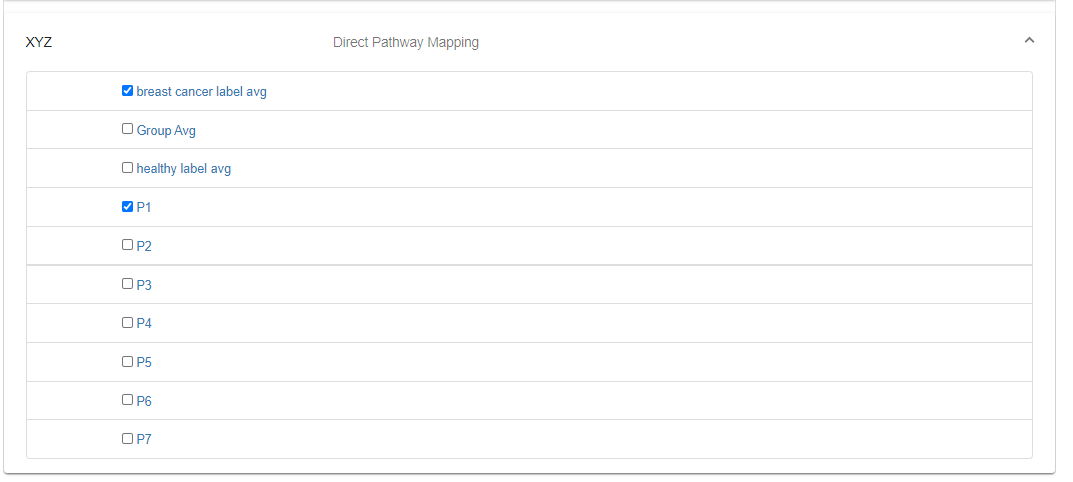 XYZ Direct Pathway Mapping
breast cancer label avg
Group Avg
healthy label avg
P1
P2
P3
P4
P5
P6
P7